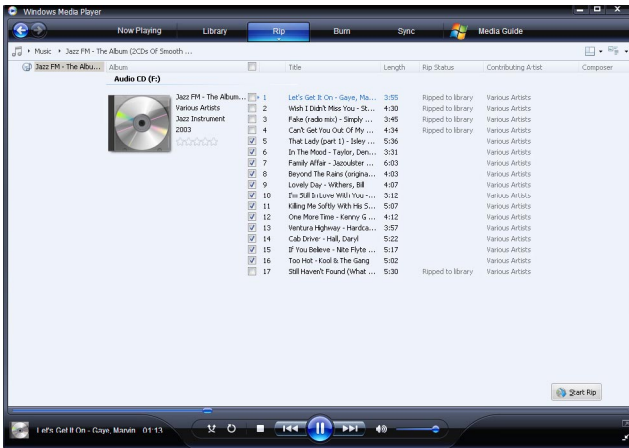 Windows Media Player
Now Playing Library Rip Burn Sync Media Guide
Music Jazz FM - The Album (2CDs Of Smooth ...
Jazz FM - The Albu... Album Title Length Rip Status Contributing Artist Composer
Audio CD (F:)
Jazz FM - The Album...
Various Artists
Jazz Instrument
2003
1 Let's Get It On - Gaye, Ma... 3:55 Ripped to library Various Artists
2 Wish I Didn't Miss You - St... 4:30 Ripped to library Various Artists
3 Fake (radio mix) - Simply ... 3:45 Ripped to library Various Artists
4 Can't Get You Out Of My ... 4:34 Ripped to library Various Artists
5 That Lady (part 1) - Isley ... 5:36 Various Artists
6 In The Mood - Taylor, Den... 3:31 Various Artists
7 Family Affair - Jazoulster ... 6:03 Various Artists
8 Beyond The Rains (origina... 4:03 Various Artists
9 Lovely Day - Withers, Bill 4:07 Various Artists
10 I'm Still In Love With You - ... 5:12 Various Artists
11 Killing Me Softly With His S... 5:07 Various Artists
12 One More Time - Kenny G ... 4:12 Various Artists
13 Ventura Highway - Hardca... 3:57 Various Artists
14 Cab Driver - Hall, Daryl 5:22 Various Artists
15 If You Believe - Nite Flyte ... 5:17 Various Artists
16 Too Hot - Kool & The Gang 5:02 Various Artists
17 Still Haven't Found (What ... 5:30 Ripped to library Various Artists
Start Rip
Let's Get It On - Gaye, Marvin 01:13